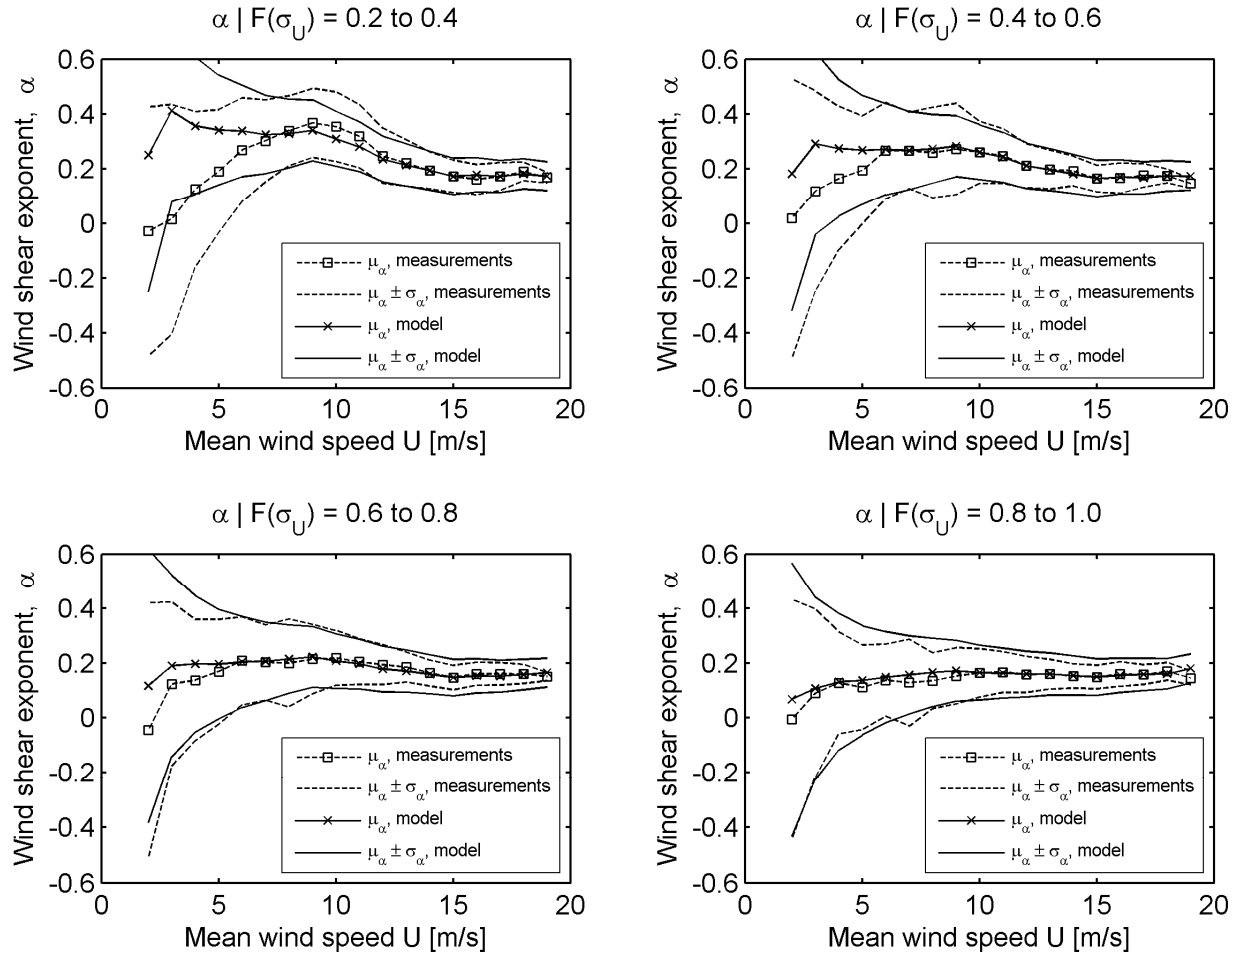 α | F(σ_U) = 0.2 to 0.4
0.6
0.4
0.2
0
-0.2
-0.4
-0.6
Wind shear exponent, α
μ_α, measurements
μ_α ± σ_α, measurements
μ_α, model
μ_α ± σ_α, model
0 5 10 15 20
Mean wind speed U [m/s]
α | F(σ_U) = 0.4 to 0.6
0.6
0.4
0.2
0
-0.2
-0.4
-0.6
Wind shear exponent, α
μ_α, measurements
μ_α ± σ_α, measurements
μ_α, model
μ_α ± σ_α, model
0 5 10 15 20
Mean wind speed U [m/s]
α | F(σ_U) = 0.6 to 0.8
0.6
0.4
0.2
0
-0.2
-0.4
-0.6
Wind shear exponent, α
μ_α, measurements
μ_α ± σ_α, measurements
μ_α, model
μ_α ± σ_α, model
0 5 10 15 20
Mean wind speed U [m/s]
α | F(σ_U) = 0.8 to 1.0
0.6
0.4
0.2
0
-0.2
-0.4
-0.6
Wind shear exponent, α
μ_α, measurements
μ_α ± σ_α, measurements
μ_α, model
μ_α ± σ_α, model
0 5 10 15 20
Mean wind speed U [m/s]